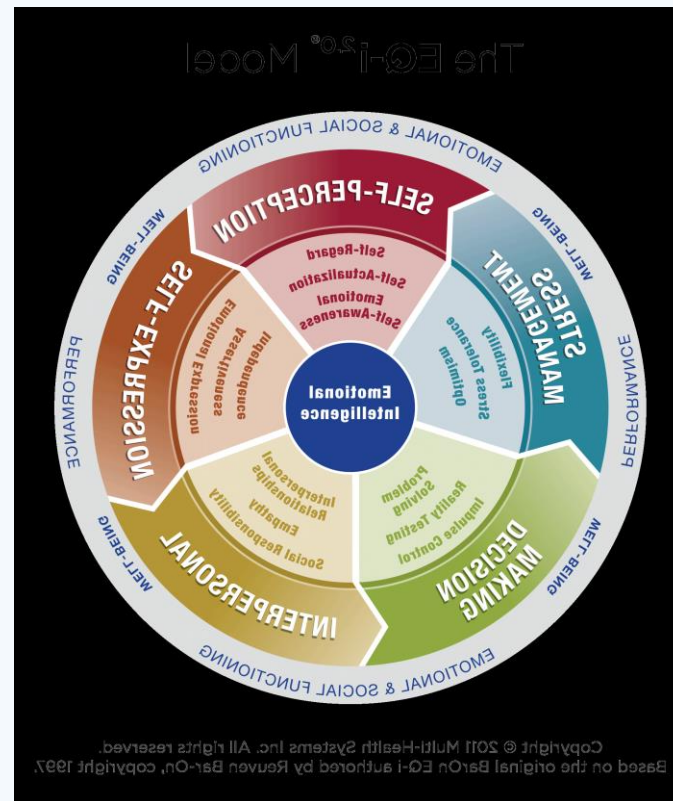 The EQ-i 2.0® Model
EMOTIONAL & SOCIAL FUNCTIONING
WELL-BEING
PERFORMANCE
WELL-BEING
EMOTIONAL & SOCIAL FUNCTIONING
WELL-BEING
PERFORMANCE
WELL-BEING
SELF-PERCEPTION
Self-Regard
Self-Actualization
Emotional
Self-Awareness
SELF-EXPRESSION
Emotional Expression
Assertiveness
Independence
INTERPERSONAL
Interpersonal
Relationships
Empathy
Social Responsibility
DECISION
MAKING
Problem
Solving
Reality Testing
Impulse Control
STRESS
MANAGEMENT
Flexibility
Stress Tolerance
Optimism
Emotional
Intelligence
Copyright © 2011 Multi-Health Systems Inc. All rights reserved.
Based on the original BarOn EQ-i authored by Reuven Bar-On, copyright 1997.